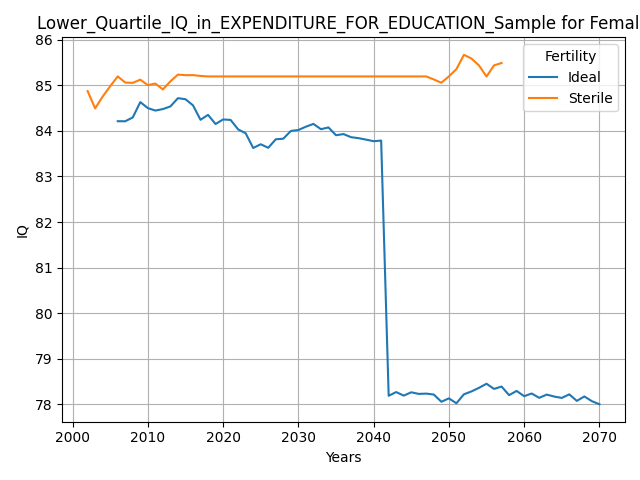 Lower_Quartile_IQ_in_EXPENDITURE_FOR_EDUCATION_Sample for Femal
86
85
84
83
82
81
80
79
78
IQ
Fertility
Ideal
Sterile
2000 2010 2020 2030 2040 2050 2060 2070
Years